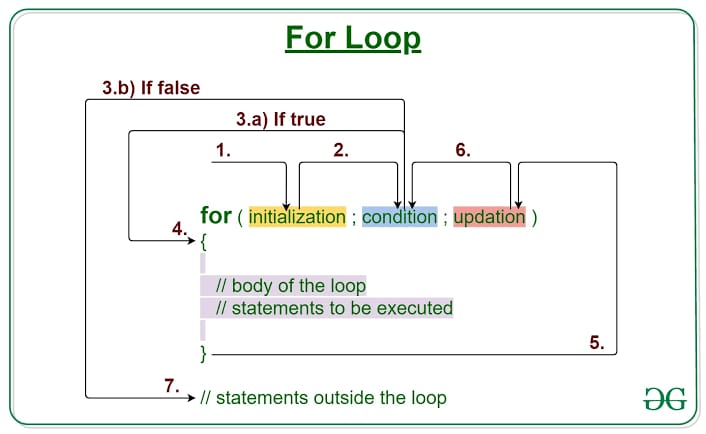 For Loop
3.b) If false
3.a) If true
1. 2. 6.
for ( initialization ; condition ; updation )
4. {
// body of the loop
// statements to be executed
5.
}
7. // statements outside the loop